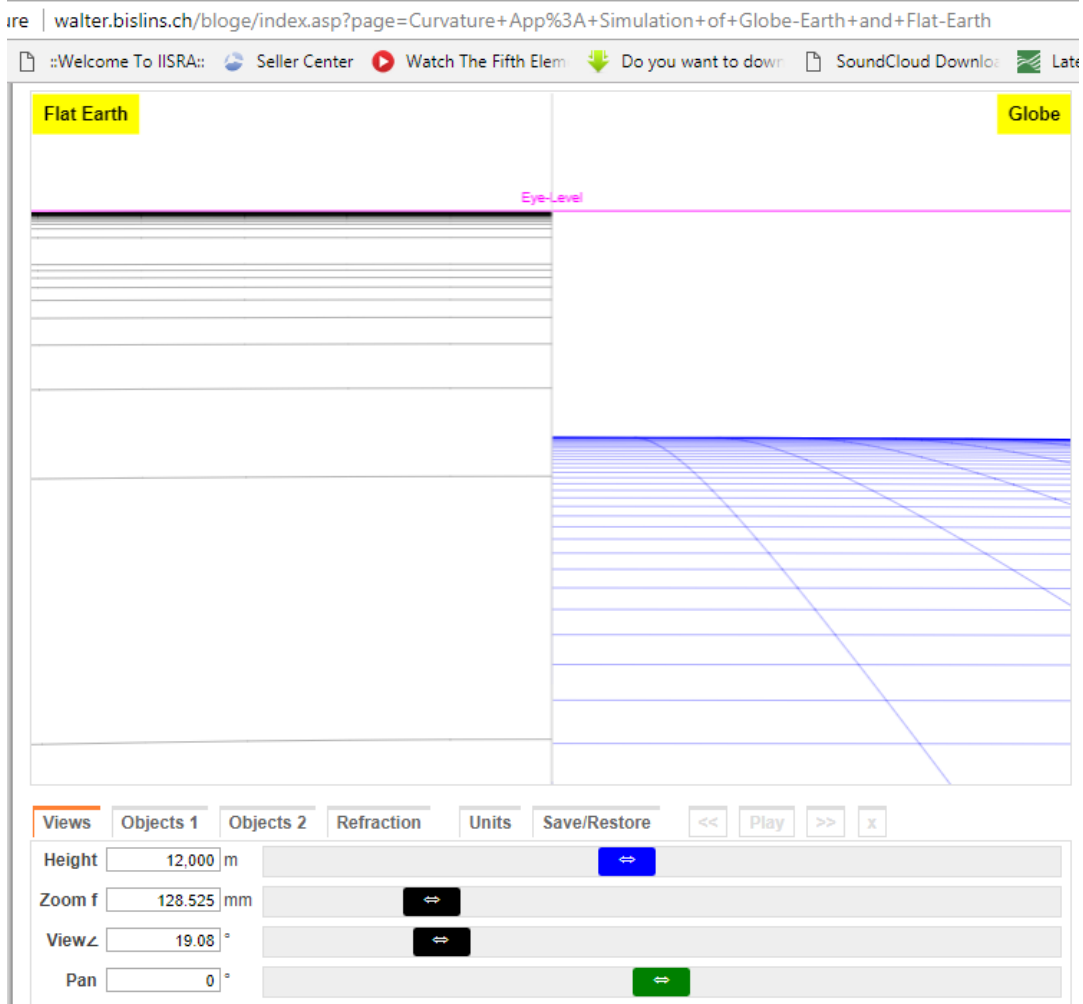 ure walter.bislins.ch/bloge/index.asp?page=Curvature+App%3A+Simulation+of+Globe-Earth+and+Flat-Earth
::Welcome To IISRA:: Seller Center Watch The Fifth Elem Do you want to down SoundCloud Downloa Late
Flat Earth Globe
Eye-Level
Views Objects 1 Objects 2 Refraction Units Save/Restore << Play >> x
Height 12,000 m
Zoom f 128.525 mm
View∠ 19.08 °
Pan 0 °